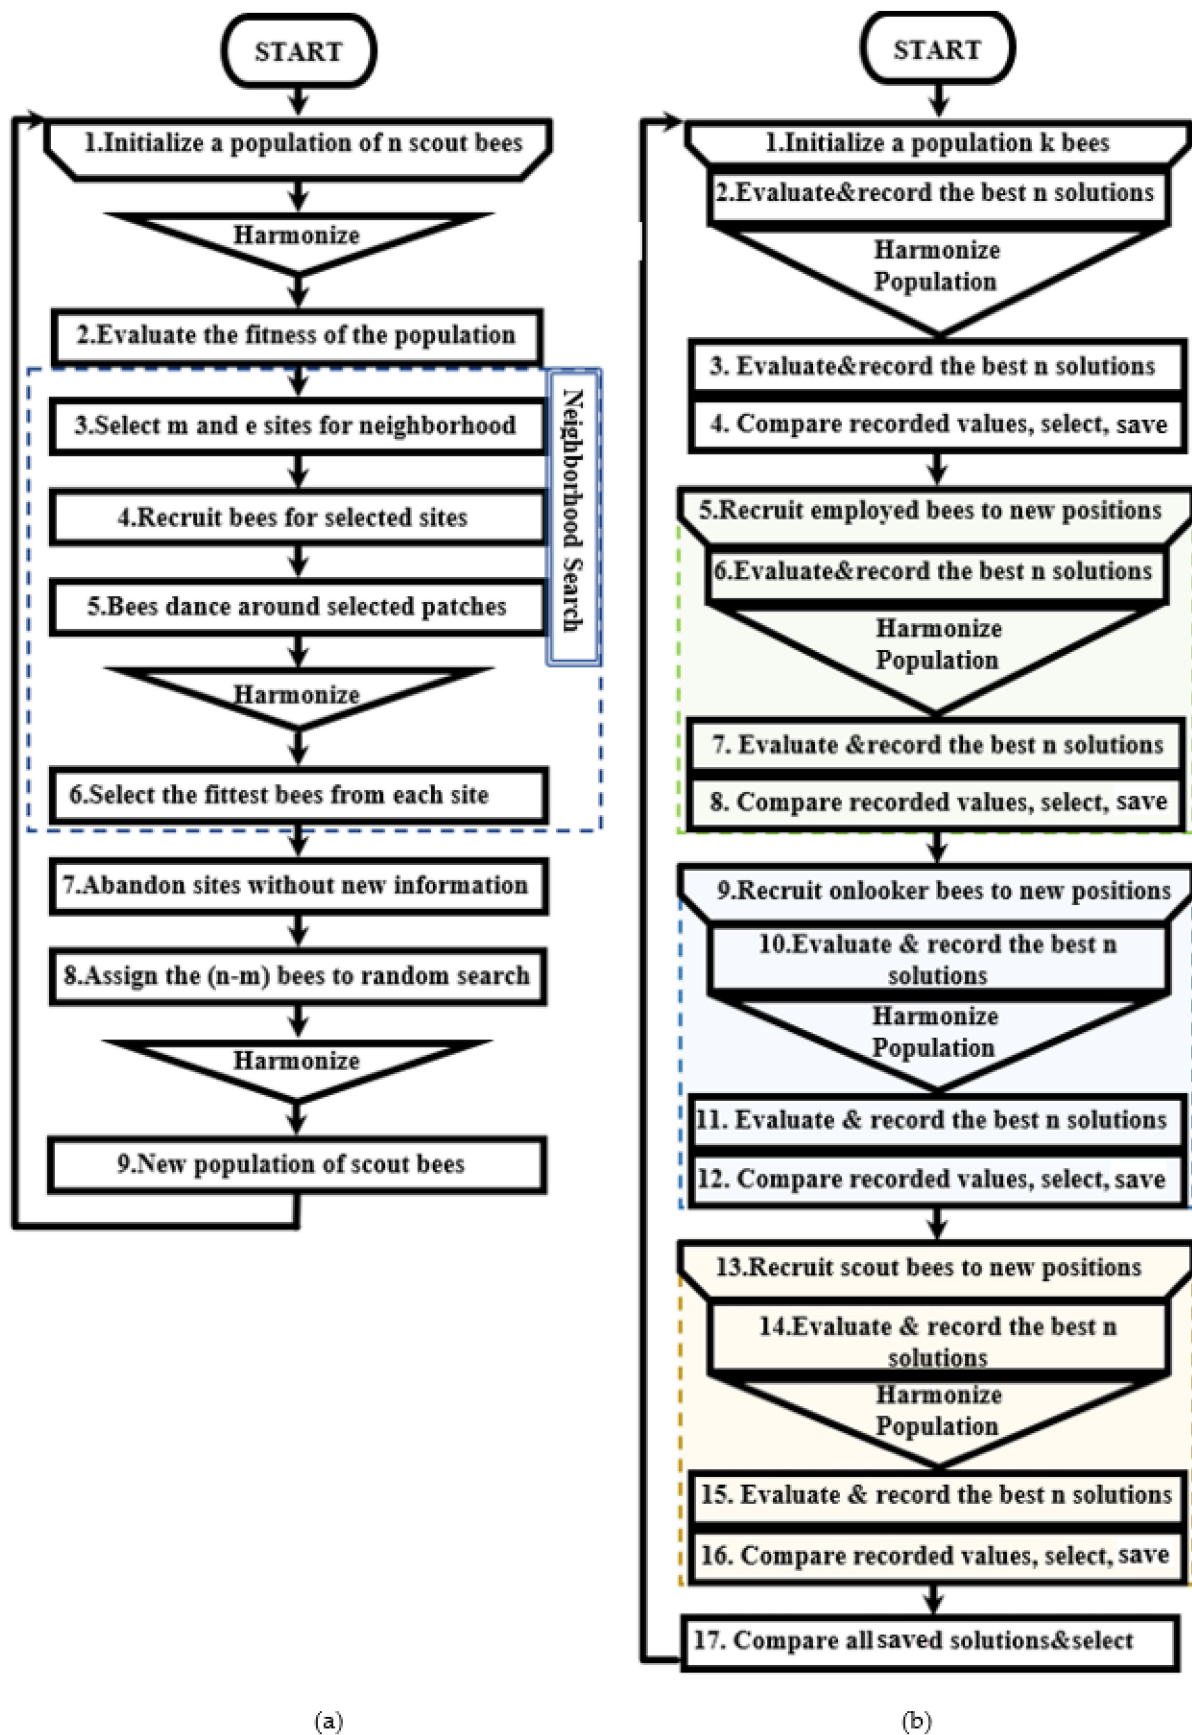 START
1.Initialize a population of n scout bees
Harmonize
2.Evaluate the fitness of the population
Neighborhood Search
3.Select m and e sites for neighborhood
4.Recruit bees for selected sites
5.Bees dance around selected patches
Harmonize
6.Select the fittest bees from each site
7.Abandon sites without new information
8.Assign the (n-m) bees to random search
Harmonize
9.New population of scout bees
(a)
START
1.Initialize a population k bees
2.Evaluate&record the best n solutions
Harmonize
Population
3. Evaluate&record the best n solutions
4. Compare recorded values, select, save
5.Recruit employed bees to new positions
6.Evaluate&record the best n solutions
Harmonize
Population
7. Evaluate &record the best n solutions
8. Compare recorded values, select, save
9.Recruit onlooker bees to new positions
10.Evaluate & record the best n
solutions
Harmonize
Population
11. Evaluate & record the best n solutions
12. Compare recorded values, select, save
13.Recruit scout bees to new positions
14.Evaluate & record the best n
solutions
Harmonize
Population
15. Evaluate & record the best n solutions
16. Compare recorded values, select, save
17. Compare all saved solutions&select
(b)